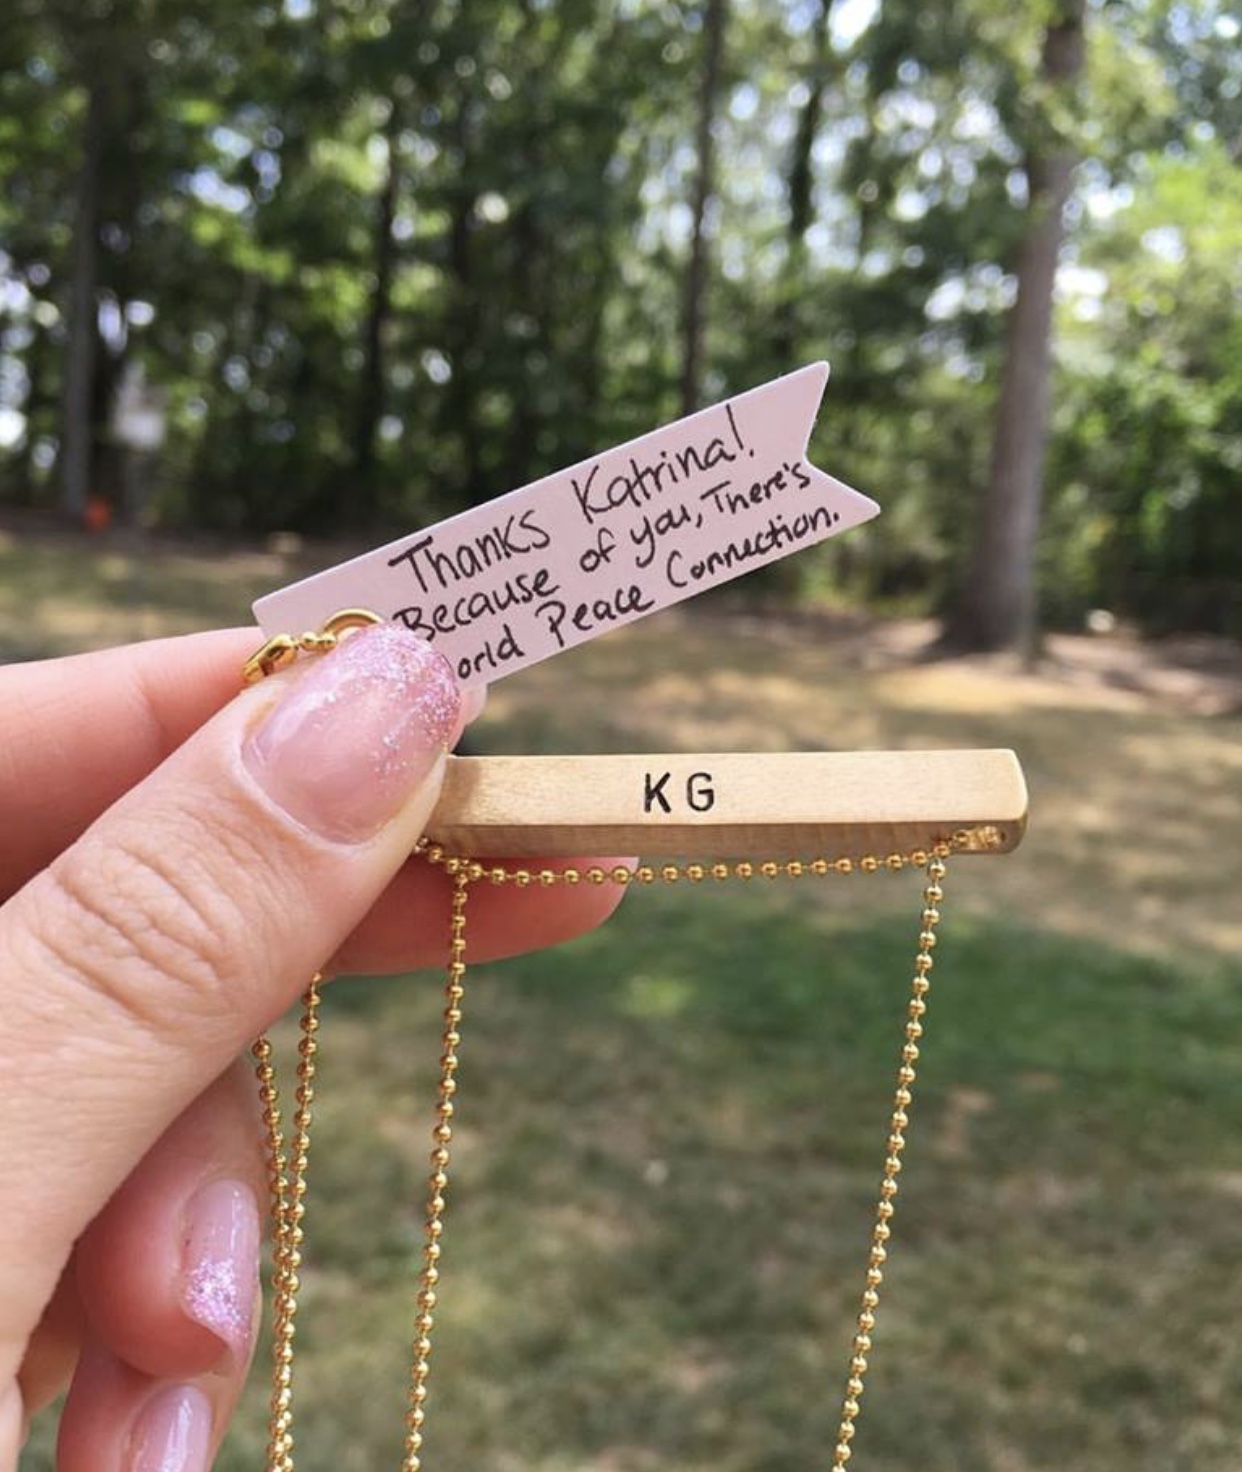 Thanks Katrina!
Because of you, There's
orld Peace Connection.
KG